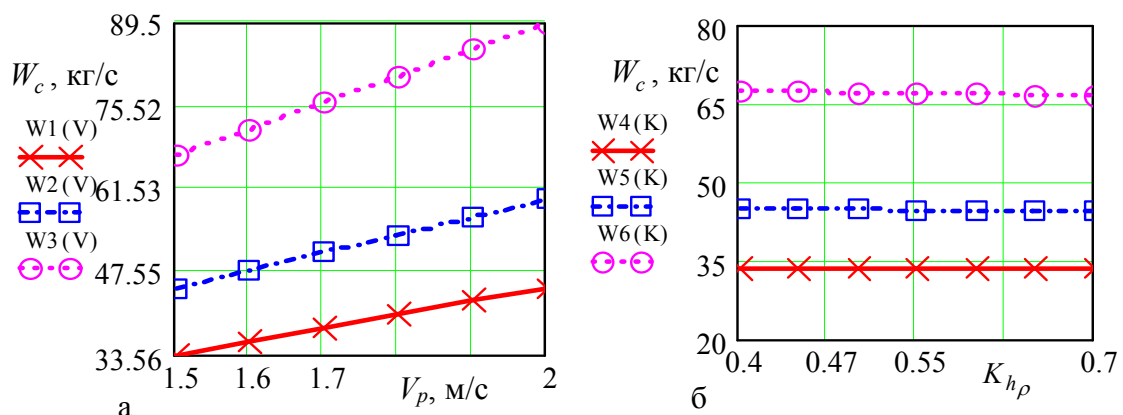 89.5
W_c, кг/с
75.52
W1(V)
61.53
W2(V)
W3(V)
47.55
33.56
1.5 1.6 1.7 V_p, м/с 2
а
80
W_c, кг/с
65
W4(K)
50
W5(K)
W6(K)
35
20
0.4 0.47 0.55 K_{h_ρ} 0.7
б